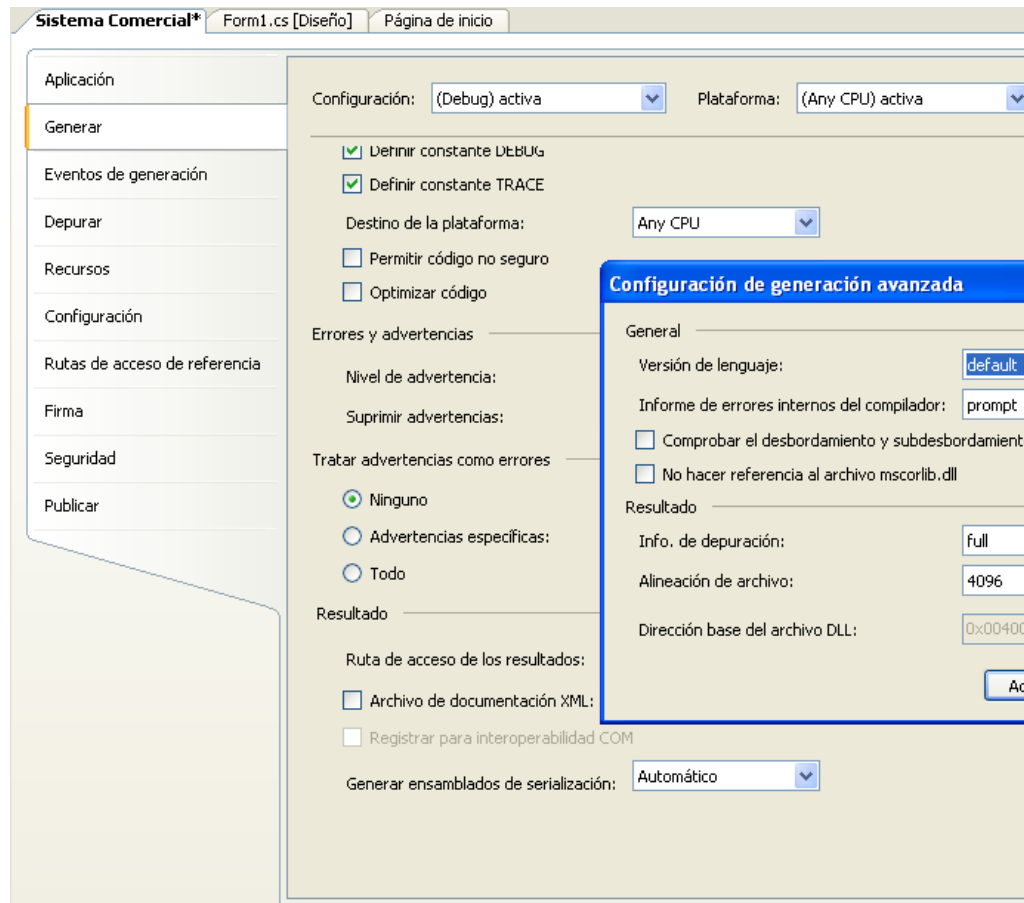 Sistema Comercial* Form1.cs [Diseño] Página de inicio
Aplicación
Generar
Eventos de generación
Depurar
Recursos
Configuración
Rutas de acceso de referencia
Firma
Seguridad
Publicar
Configuración: (Debug) activa Plataforma: (Any CPU) activa
Definir constante DEBUG
Definir constante TRACE
Destino de la plataforma: Any CPU
Permitir código no seguro
Optimizar código
Errores y advertencias
Nivel de advertencia:
Suprimir advertencias:
Tratar advertencias como errores
Ninguno
Advertencias específicas:
Todo
Resultado
Ruta de acceso de los resultados:
Archivo de documentación XML:
Registrar para interoperabilidad COM
Generar ensamblados de serialización: Automático
Configuración de generación avanzada
General
Versión de lenguaje: default
Informe de errores internos del compilador: prompt
Comprobar el desbordamiento y subdesbordamient
No hacer referencia al archivo mscorlib.dll
Resultado
Info. de depuración: full
Alineación de archivo: 4096
Dirección base del archivo DLL: 0x00400
Ac